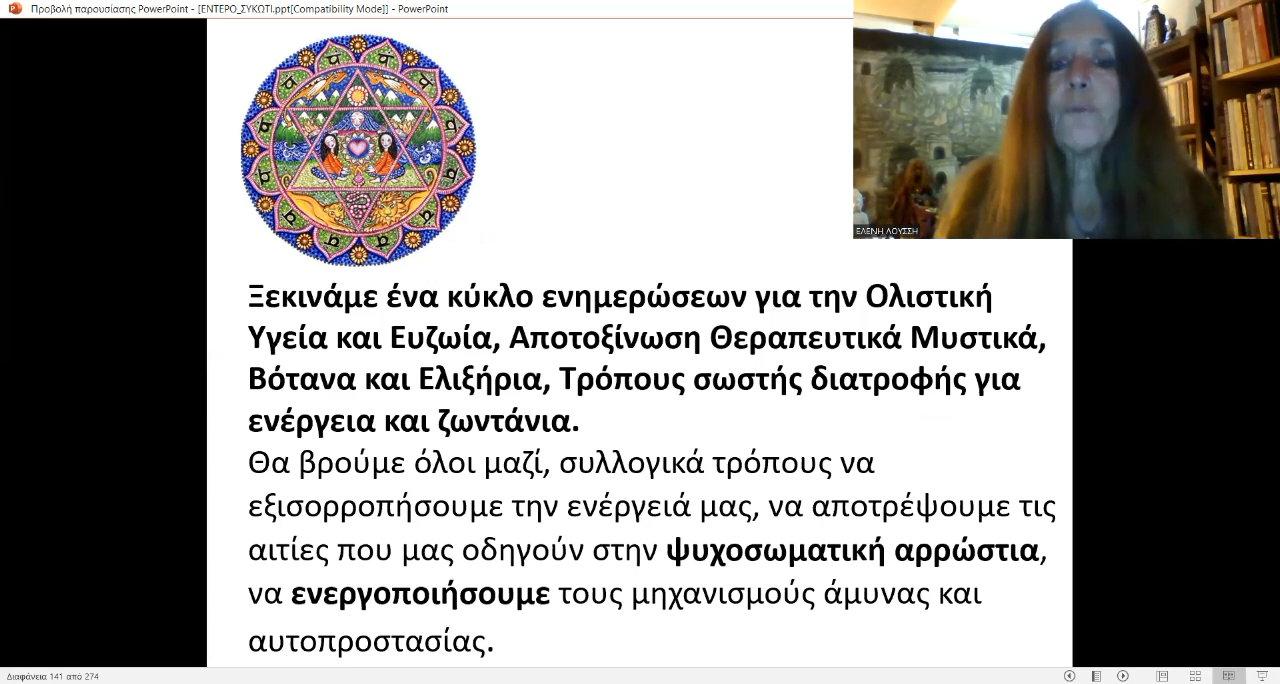 Προβολή παρουσίασης PowerPoint - [ΕΝΤΕΡΟ_ΣΥΚΩΤΙ.ppt[Compatibility Mode]] - PowerPoint
ΕΛΕΝΗ ΛΟΥΣΣΗ
Ξεκινάμε ένα κύκλο ενημερώσεων για την Ολιστική
Υγεία και Ευζωία, Αποτοξίνωση Θεραπευτικά Μυστικά,
Βότανα και Ελιξήρια, Τρόπους σωστής διατροφής για
ενέργεια και ζωντάνια.
Θα βρούμε όλοι μαζί, συλλογικά τρόπους να
εξισορροπήσουμε την ενέργειά μας, να αποτρέψουμε τις
αιτίες που μας οδηγούν στην ψυχοσωματική αρρώστια,
να ενεργοποιήσουμε τους μηχανισμούς άμυνας και
αυτοπροστασίας.
Διαφάνεια 141 από 274